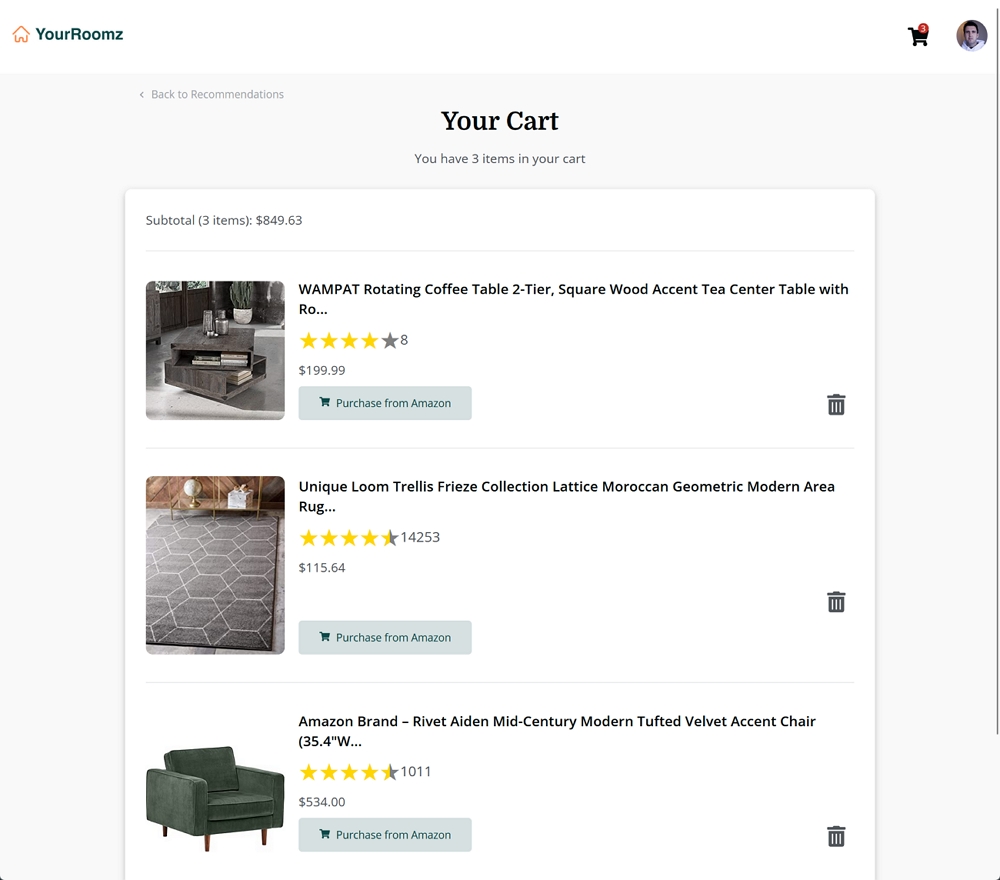 YourRoomz
3
Back to Recommendations
Your Cart
You have 3 items in your cart
Subtotal (3 items): $849.63
WAMPAT Rotating Coffee Table 2-Tier, Square Wood Accent Tea Center Table with
Ro...
8
$199.99
Purchase from Amazon
Unique Loom Trellis Frieze Collection Lattice Moroccan Geometric Modern Area
Rug...
14253
$115.64
Purchase from Amazon
Amazon Brand – Rivet Aiden Mid-Century Modern Tufted Velvet Accent Chair
(35.4"W...
1011
$534.00
Purchase from Amazon